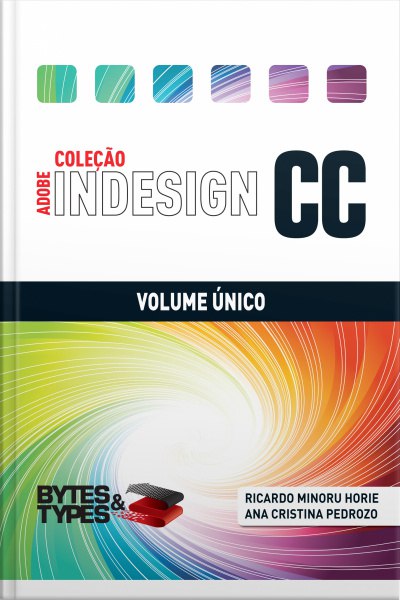 COLEÇÃO
ADOBE
INDESIGN CC
VOLUME ÚNICO
BYTES &
TYPES
RICARDO MINORU HORIE
ANA CRISTINA PEDROZO